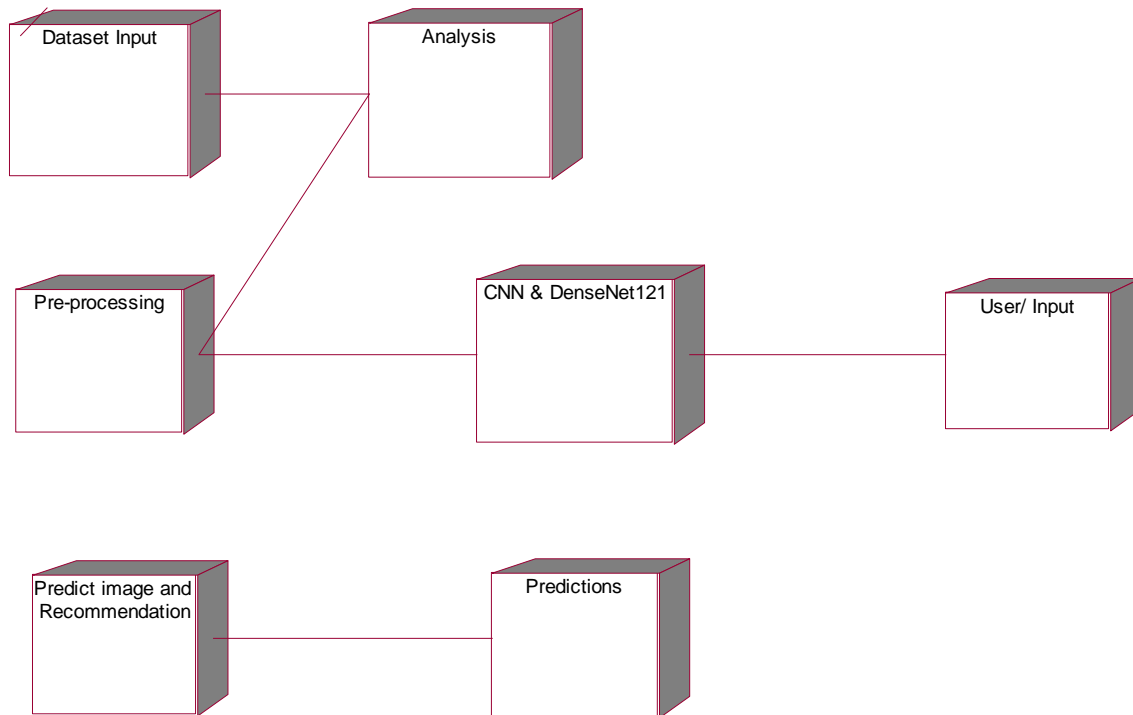 Dataset Input
Analysis
Pre-processing
CNN & DenseNet121
User/ Input
Predict image and
Recommendation
Predictions